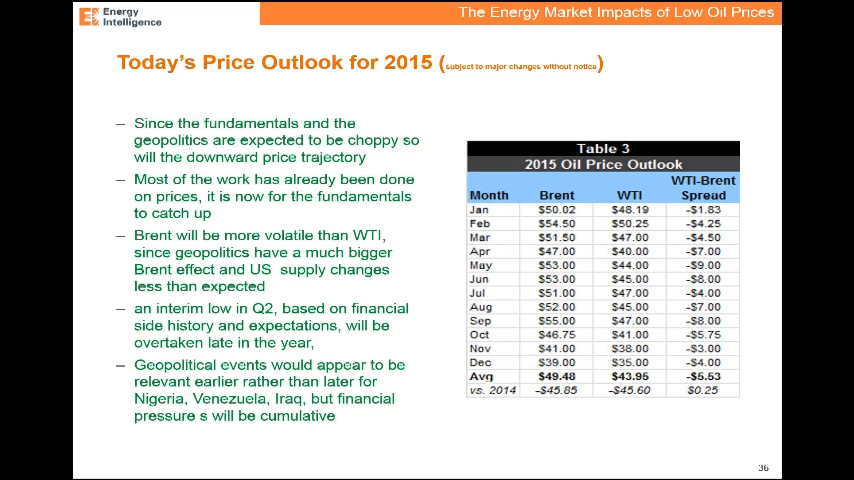 Energy
Intelligence
The Energy Market Impacts of Low Oil Prices
Today's Price Outlook for 2015 (subject to major changes without notice)
– Since the fundamentals and the
geopolitics are expected to be choppy so
will the downward price trajectory
– Most of the work has already been done
on prices, it is now for the fundamentals
to catch up
– Brent will be more volatile than WTI,
since geopolitics have a much bigger
Brent effect and US supply changes
less than expected
– an interim low in Q2, based on financial
side history and expectations, will be
overtaken late in the year,
– Geopolitical events would appear to be
relevant earlier rather than later for
Nigeria, Venezuela, Iraq, but financial
pressure s will be cumulative
Table 3
2015 Oil Price Outlook
WTI-Brent
Month Brent WTI Spread
Jan $50.02 $48.19 -$1.83
Feb $54.50 $50.25 -$4.25
Mar $51.50 $47.00 -$4.50
Apr $47.00 $40.00 -$7.00
May $53.00 $44.00 -$9.00
Jun $53.00 $45.00 -$8.00
Jul $51.00 $47.00 -$4.00
Aug $52.00 $45.00 -$7.00
Sep $55.00 $47.00 -$8.00
Oct $46.75 $41.00 -$5.75
Nov $41.00 $38.00 -$3.00
Dec $39.00 $35.00 -$4.00
Avg $49.48 $43.95 -$5.53
vs. 2014 -$45.85 -$45.60 $0.25
36